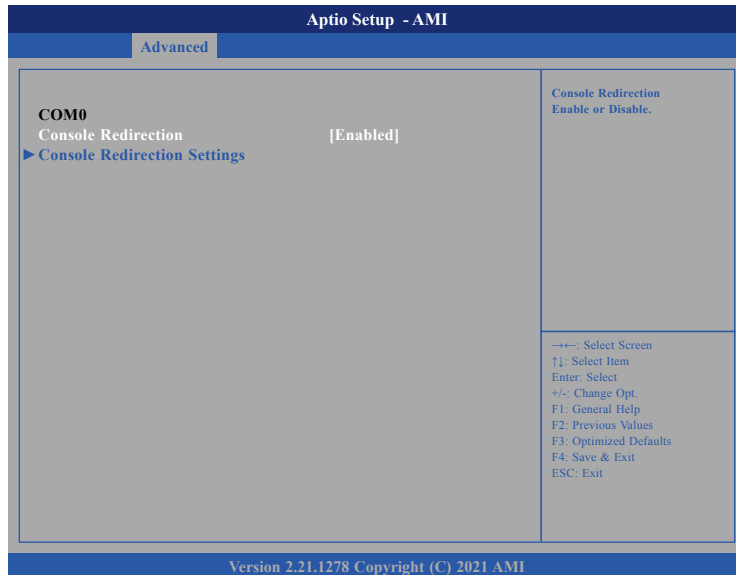 Aptio Setup - AMI
Advanced
COM0
Console Redirection [Enabled]
►Console Redirection Settings
Console Redirection
Enable or Disable.
→←: Select Screen
↑↓: Select Item
Enter: Select
+/-: Change Opt.
F1: General Help
F2: Previous Values
F3: Optimized Defaults
F4: Save & Exit
ESC: Exit
Version 2.21.1278 Copyright (C) 2021 AMI